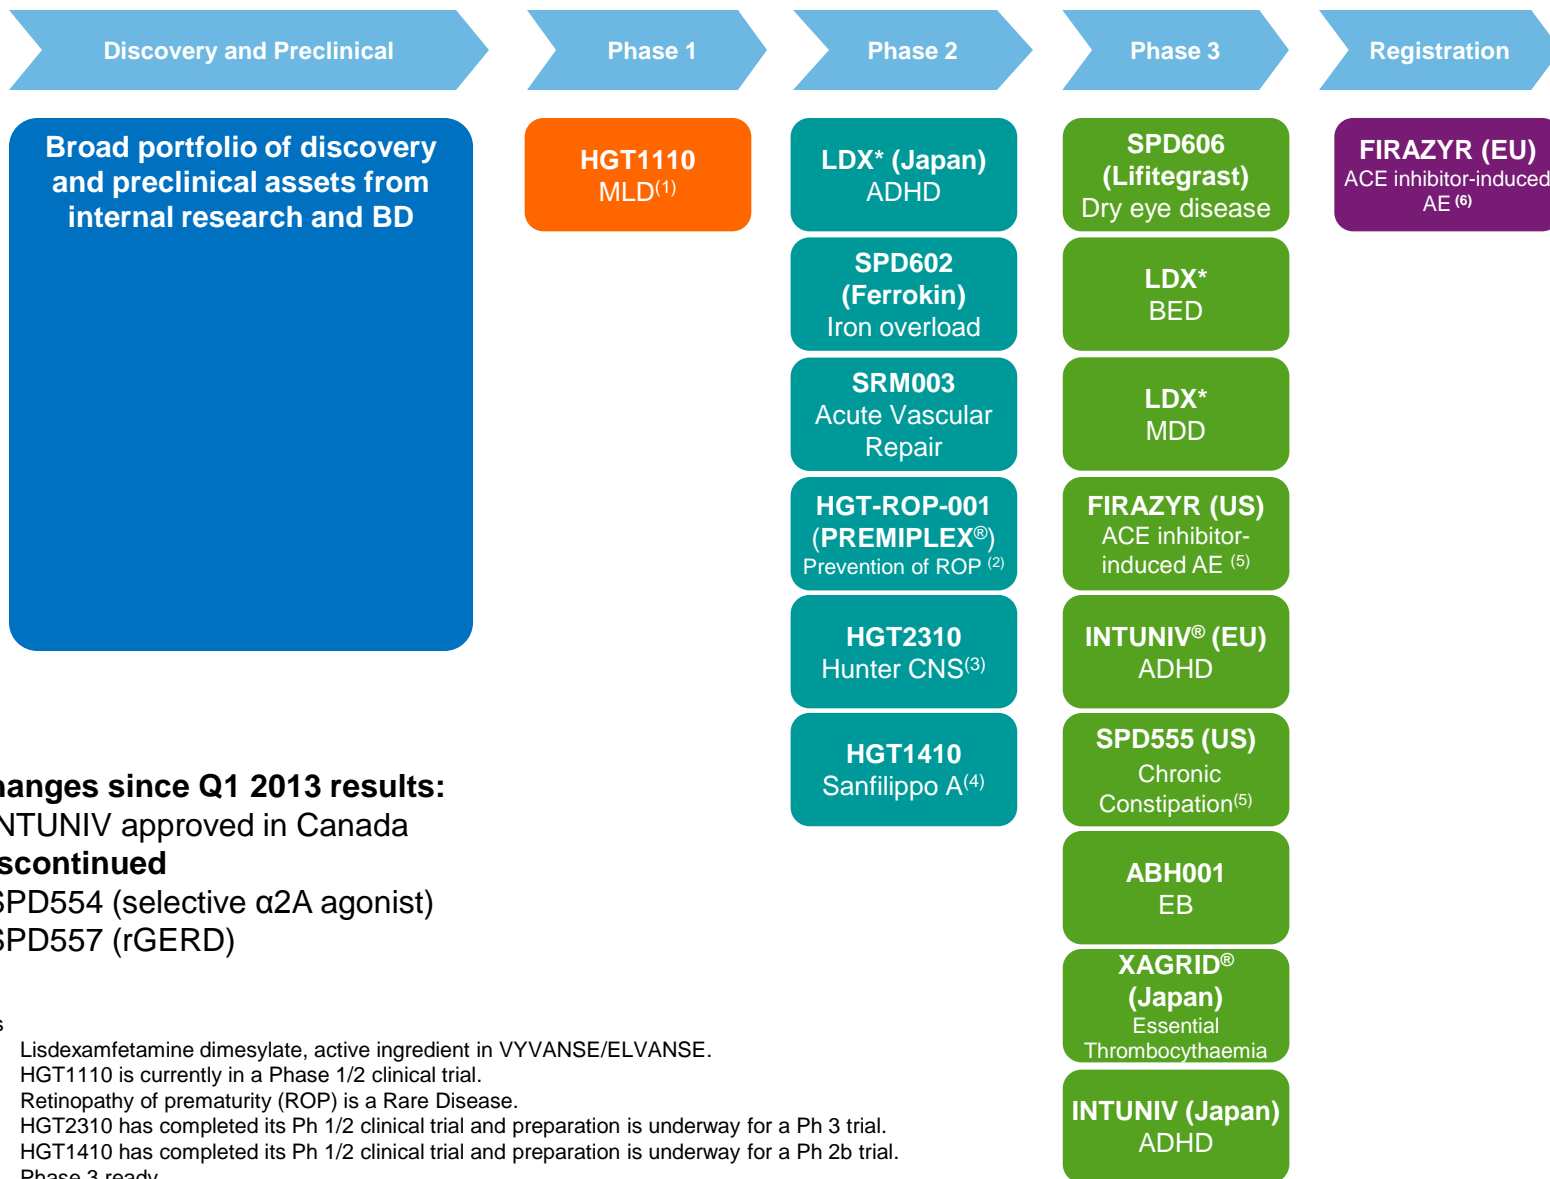 Discovery and Preclinical
Phase 1
Phase 2
Phase 3
Registration
Broad portfolio of discovery
and preclinical assets from
internal research and BD
HGT1110
MLD(1)
LDX* (Japan)
ADHD
SPD602
(Ferrokin)
Iron overload
SRM003
Acute Vascular
Repair
HGT-ROP-001
(PREMIPLEX®)
Prevention of ROP (2)
HGT2310
Hunter CNS(3)
HGT1410
Sanfilippo A(4)
SPD606
(Lifitegrast)
Dry eye disease
LDX*
BED
LDX*
MDD
FIRAZYR (US)
ACE inhibitor-
induced AE (5)
INTUNIV® (EU)
ADHD
SPD555 (US)
Chronic
Constipation(5)
ABH001
EB
XAGRID®
(Japan)
Essential
Thrombocythaemia
INTUNIV (Japan)
ADHD
FIRAZYR (EU)
ACE inhibitor-induced
AE (6)
hanges since Q1 2013 results:
NTUNIV approved in Canada
iscontinued
SPD554 (selective α2A agonist)
SPD557 (rGERD)
s
Lisdexamfetamine dimesylate, active ingredient in VYVANSE/ELVANSE.
HGT1110 is currently in a Phase 1/2 clinical trial.
Retinopathy of prematurity (ROP) is a Rare Disease.
HGT2310 has completed its Ph 1/2 clinical trial and preparation is underway for a Ph 3 trial.
HGT1410 has completed its Ph 1/2 clinical trial and preparation is underway for a Ph 2b trial.
Phase 3 ready